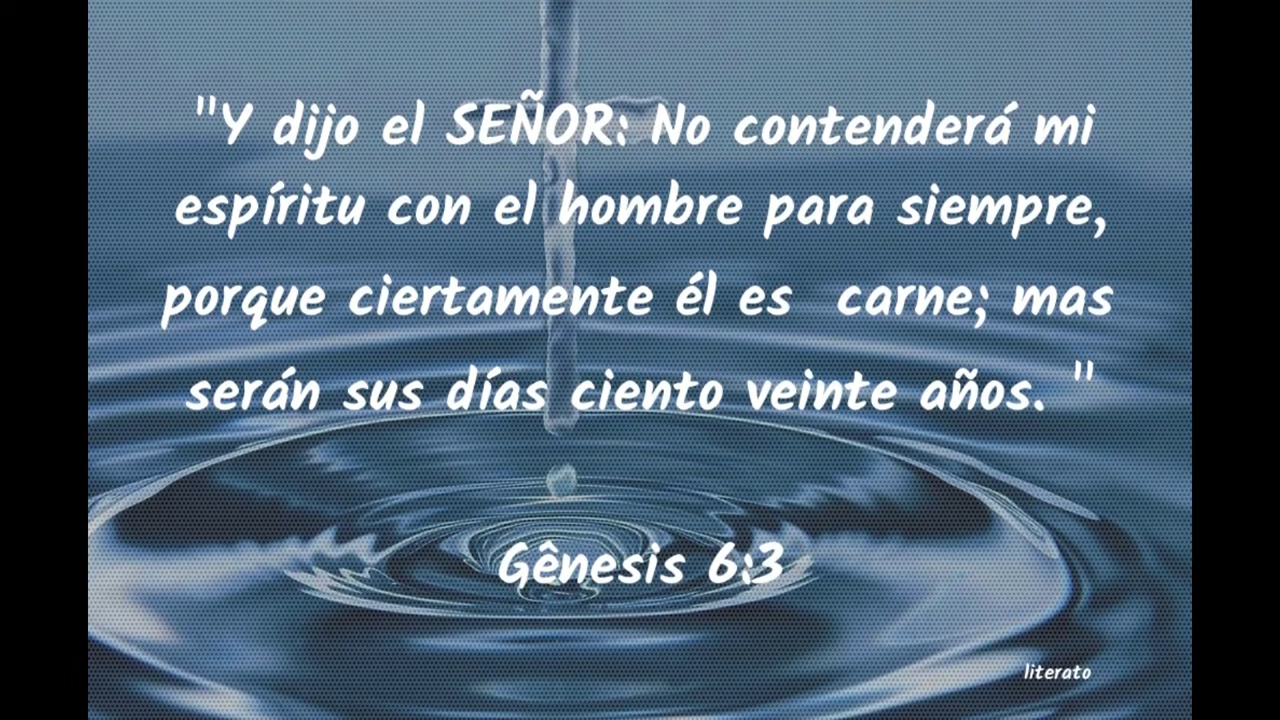 "Y dijo el SEÑOR: No contenderá mi
espíritu con el hombre para siempre,
porque ciertamente él es  carne; mas
serán sus días ciento veinte años. "
Gênesis 6:3
literato